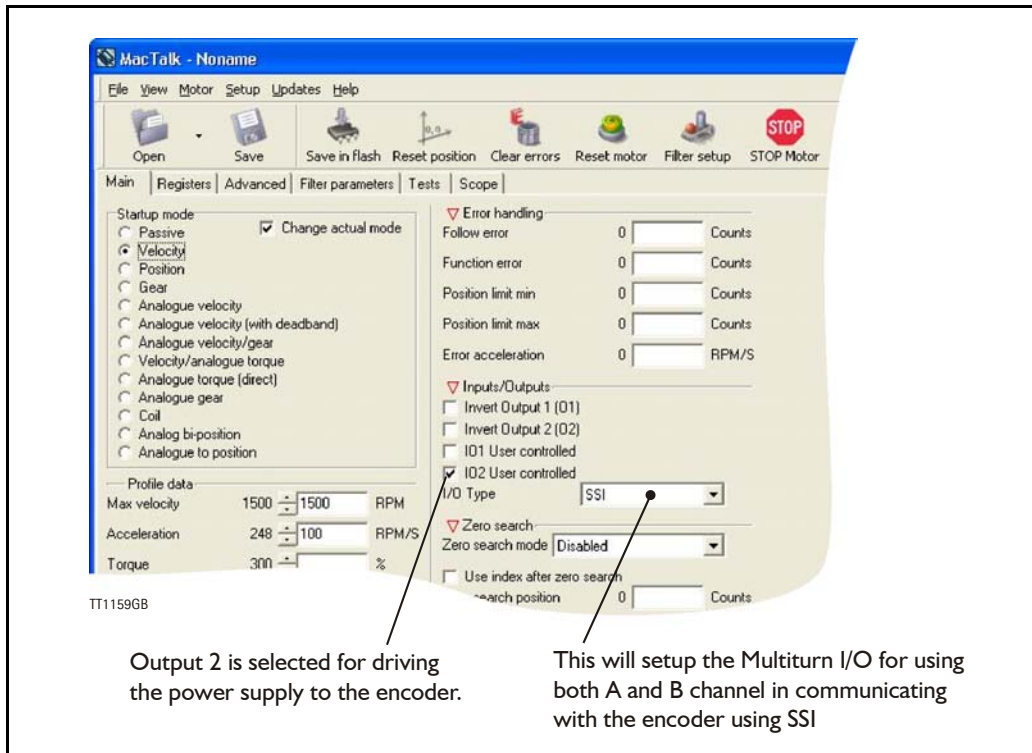 MacTalk - Noname
File View Motor Setup Updates Help
Open Save Save in flash Reset position Clear errors Reset motor Filter setup STOP Motor
STOP
0,0
E
Main Registers Advanced Filter parameters Tests Scope
Startup mode
Change actual mode
Passive
Velocity
Position
Gear
Analogue velocity
Analogue velocity (with deadband)
Analogue velocity/gear
Velocity/analogue torque
Analogue torque (direct)
Analogue gear
Coil
Analog bi-position
Analogue to position
Profile data
Max velocity 1500 1500 RPM
Acceleration 248 100 RPM/S
Torque 300 %
Error handling
Follow error 0 Counts
Function error 0 Counts
Position limit min 0 Counts
Position limit max 0 Counts
Error acceleration 0 RPM/S
Inputs/Outputs
Invert Output 1 (O1)
Invert Output 2 (O2)
IO1 User controlled
IO2 User controlled
I/O Type SSI
Zero search
Zero search mode Disabled
Use index after zero search
search position 0 Counts
TT1159GB
Output 2 is selected for driving
the power supply to the encoder.
This will setup the Multiturn I/O for using
both A and B channel in communicating
with the encoder using SSI